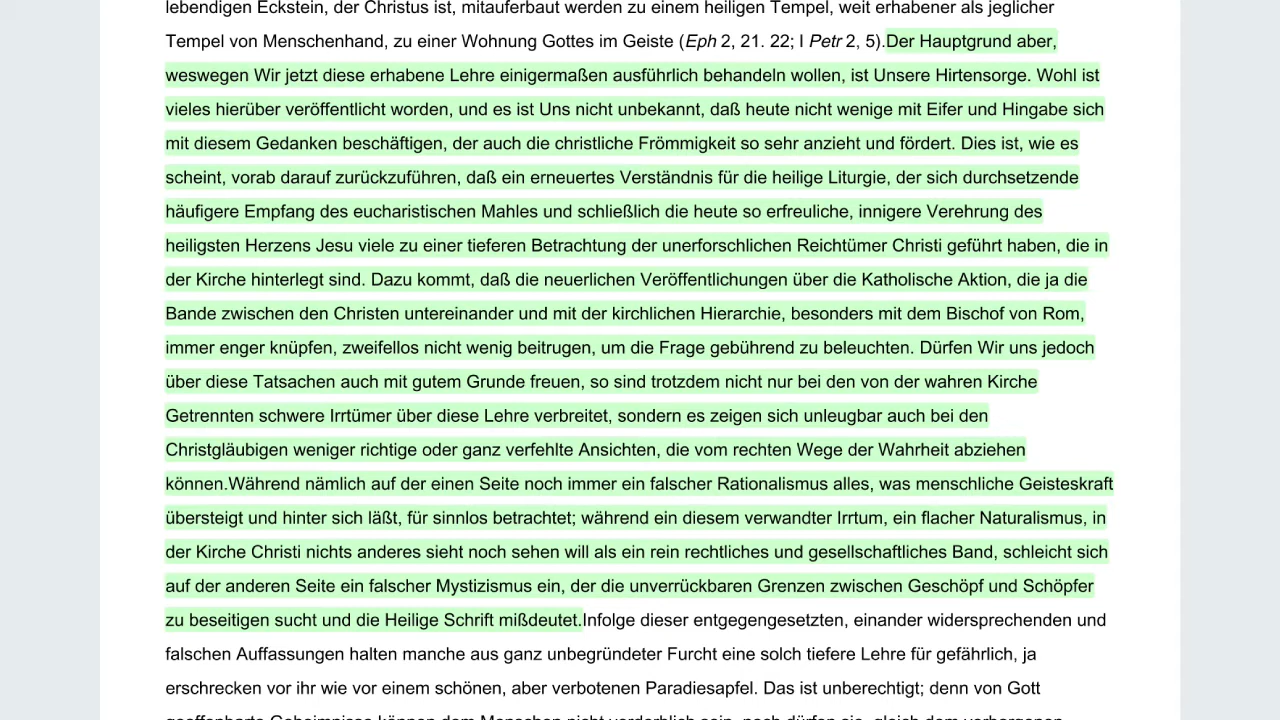 lebendigen Eckstein, der Christus ist, mitauferbaut werden zu einem heiligen Tempel, weit erhabener als jeglicher
Tempel von Menschenhand, zu einer Wohnung Gottes im Geiste (Eph 2, 21. 22; I Petr 2, 5).Der Hauptgrund aber,
weswegen Wir jetzt diese erhabene Lehre einigermaßen ausführlich behandeln wollen, ist Unsere Hirtensorge. Wohl ist
vieles hierüber veröffentlicht worden, und es ist Uns nicht unbekannt, daß heute nicht wenige mit Eifer und Hingabe sich
mit diesem Gedanken beschäftigen, der auch die christliche Frömmigkeit so sehr anzieht und fördert. Dies ist, wie es
scheint, vorab darauf zurückzuführen, daß ein erneuertes Verständnis für die heilige Liturgie, der sich durchsetzende
häufigere Empfang des eucharistischen Mahles und schließlich die heute so erfreuliche, innigere Verehrung des
heiligsten Herzens Jesu viele zu einer tieferen Betrachtung der unerforschlichen Reichtümer Christi geführt haben, die in
der Kirche hinterlegt sind. Dazu kommt, daß die neuerlichen Veröffentlichungen über die Katholische Aktion, die ja die
Bande zwischen den Christen untereinander und mit der kirchlichen Hierarchie, besonders mit dem Bischof von Rom,
immer enger knüpfen, zweifellos nicht wenig beitrugen, um die Frage gebührend zu beleuchten. Dürfen Wir uns jedoch
über diese Tatsachen auch mit gutem Grunde freuen, so sind trotzdem nicht nur bei den von der wahren Kirche
Getrennten schwere Irrtümer über diese Lehre verbreitet, sondern es zeigen sich unleugbar auch bei den
Christgläubigen weniger richtige oder ganz verfehlte Ansichten, die vom rechten Wege der Wahrheit abziehen
können.Während nämlich auf der einen Seite noch immer ein falscher Rationalismus alles, was menschliche Geisteskraft
übersteigt und hinter sich läßt, für sinnlos betrachtet; während ein diesem verwandter Irrtum, ein flacher Naturalismus, in
der Kirche Christi nichts anderes sieht noch sehen will als ein rein rechtliches und gesellschaftliches Band, schleicht sich
auf der anderen Seite ein falscher Mystizismus ein, der die unverrückbaren Grenzen zwischen Geschöpf und Schöpfer
zu beseitigen sucht und die Heilige Schrift mißdeutet.Infolge dieser entgegengesetzten, einander widersprechenden und
falschen Auffassungen halten manche aus ganz unbegründeter Furcht eine solch tiefere Lehre für gefährlich, ja
erschrecken vor ihr wie vor einem schönen, aber verbotenen Paradiesapfel. Das ist unberechtigt; denn von Gott
geoffenbarte Geheimnisse können dem Menschen nicht verderblich sein, noch dürfen sie, gleich dem verborgenen